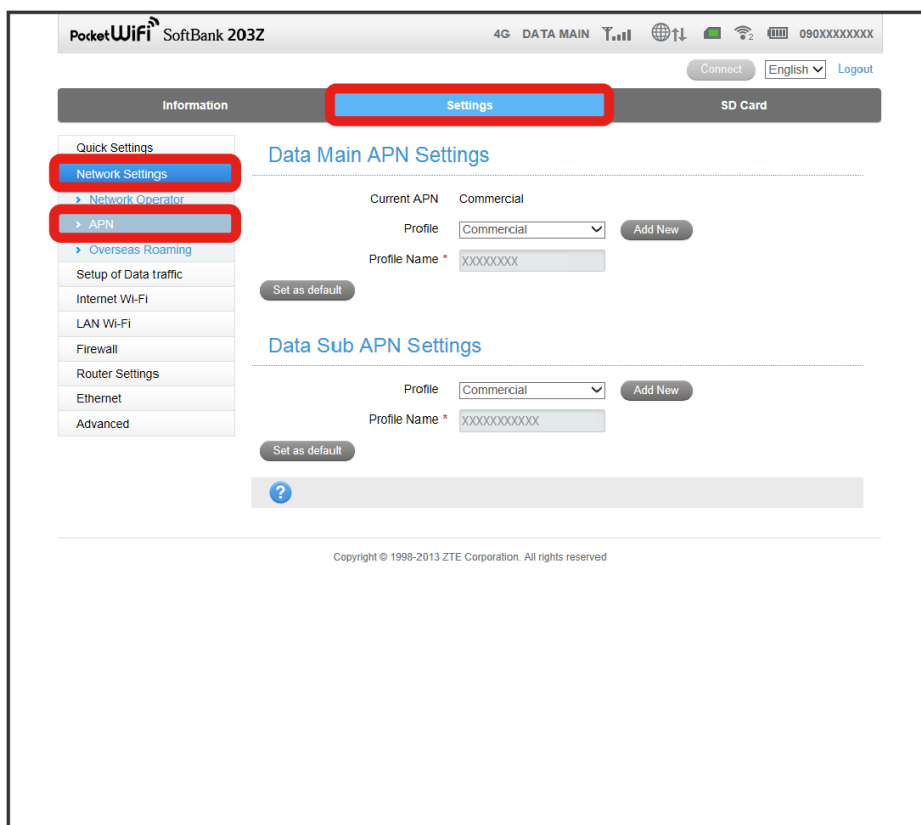 PocketWiFi SoftBank 203Z
4G DATA MAIN 2 090XXXXXXXX
Connect English Logout
Information Settings SD Card
Quick Settings
Network Settings
Network Operator
APN
Overseas Roaming
Setup of Data traffic
Internet Wi-Fi
LAN Wi-Fi
Firewall
Router Settings
Ethernet
Advanced
Data Main APN Settings
Current APN Commercial
Profile Commercial Add New
Profile Name * XXXXXXXX
Set as default
Data Sub APN Settings
Profile Commercial Add New
Profile Name * XXXXXXXXXXX
Set as default
?
Copyright © 1998-2013 ZTE Corporation. All rights reserved